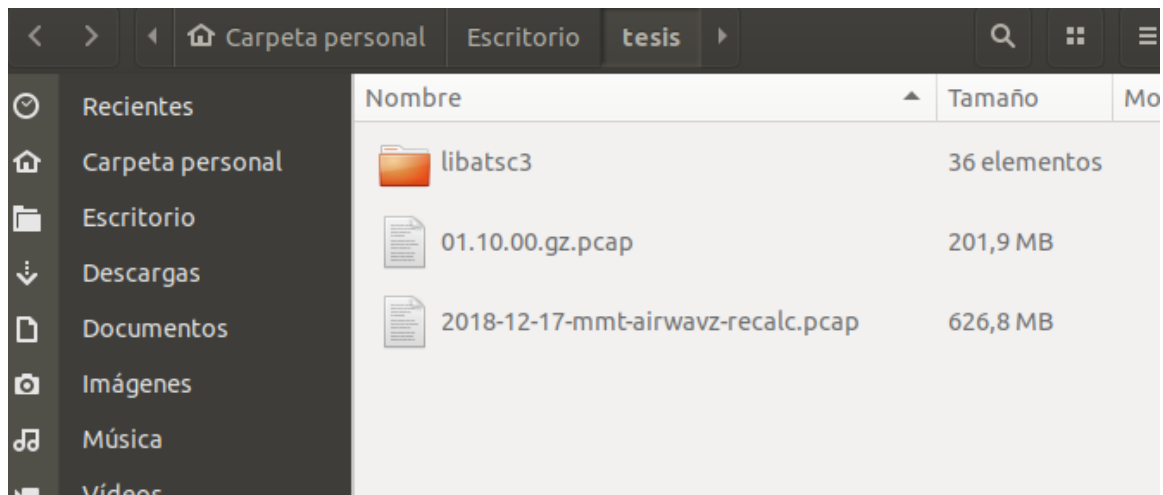 Carpeta personal Escritorio tesis
Recientes
Carpeta personal
Escritorio
Descargas
Documentos
Imágenes
Música
Vídeos
Nombre Tamaño Mo
libatsc3 36 elementos
01.10.00.gz.pcap 201,9 MB
2018-12-17-mmt-airwavz-recalc.pcap 626,8 MB